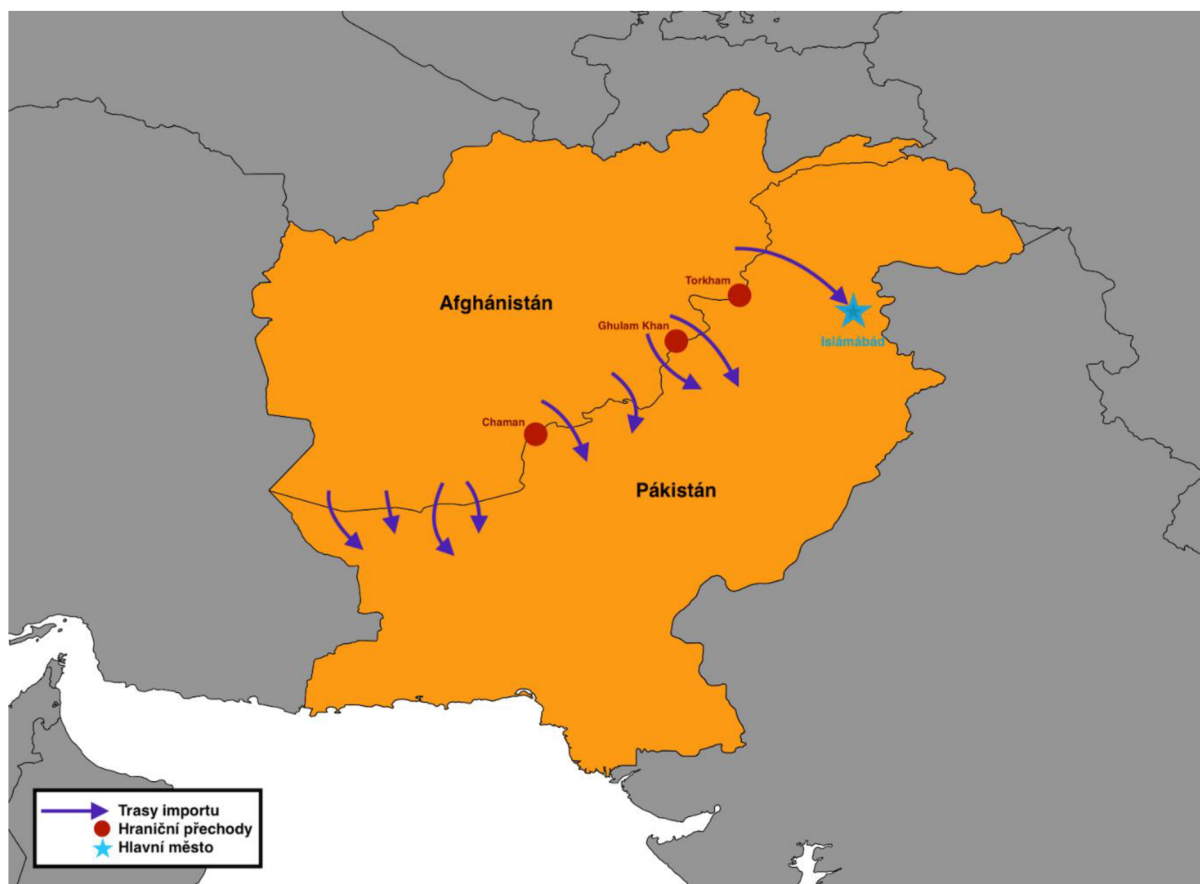 Torkham
Afghánistán
Ghulam Khan
Islámábád
Chaman
Pákistán
Trasy importu
Hraniční přechody
Hlavní město